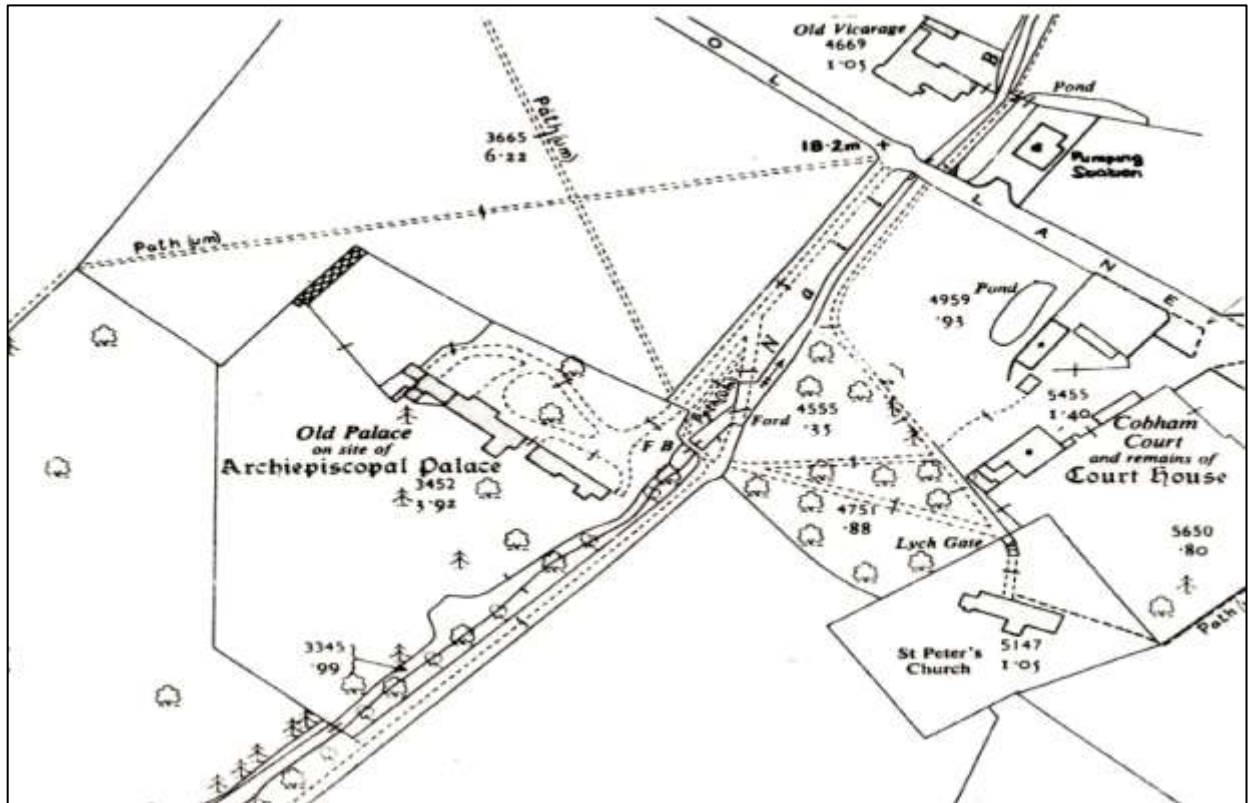 Old Vicarage
4669
1·05
B
O
L
Pond
Path (um)
3665
6·22
18·2m
Pumping
Station
L
A
N
E
Path (um)
Pond
4959
·93
N
Ford
4555
·35
5455
1·40
Cobham
Court
and remains of
Court House
Old Palace
on site of
Archiepiscopal Palace
3452
3·92
F B
4751
·88
Lych Gate
5650
·80
3345
·99
St Peter's
Church
5147
1·05